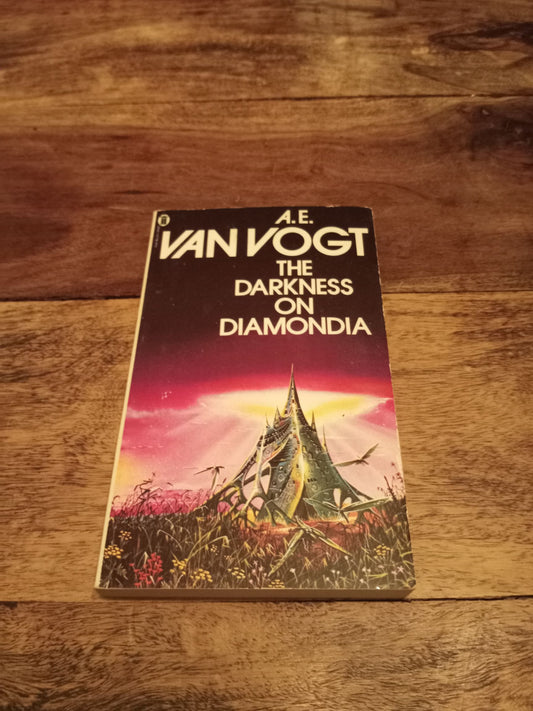 A.E.
VAN VOGT
THE
DARKNESS
ON
DIAMONDIA